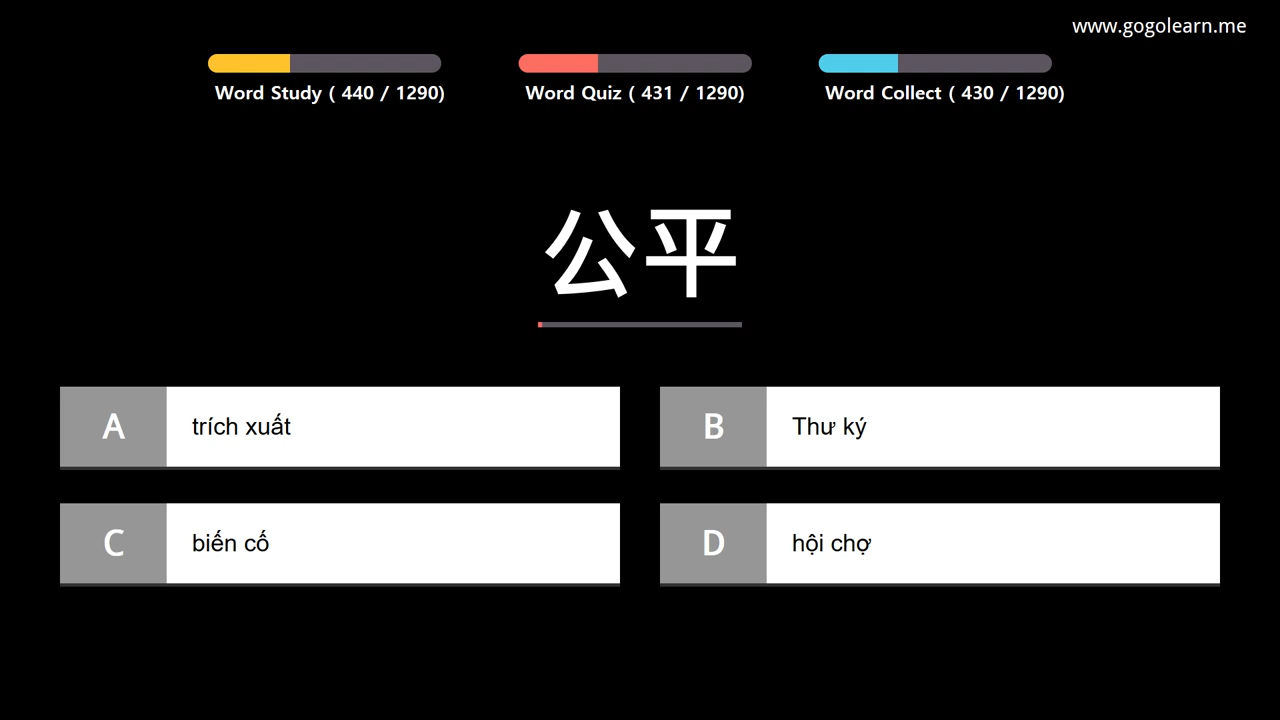 www.gogolearn.me
Word Study ( 440 / 1290)
Word Quiz ( 431 / 1290)
Word Collect ( 430 / 1290)
公平
A trích xuất
B Thư ký
C biến cố
D hội chợ